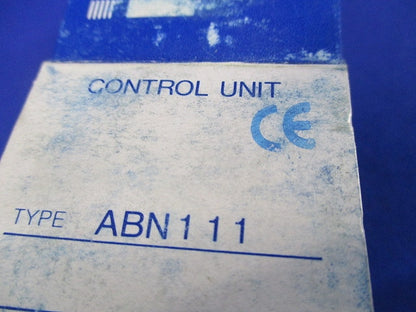 CONTROL UNIT
CE
TYPE ABN111